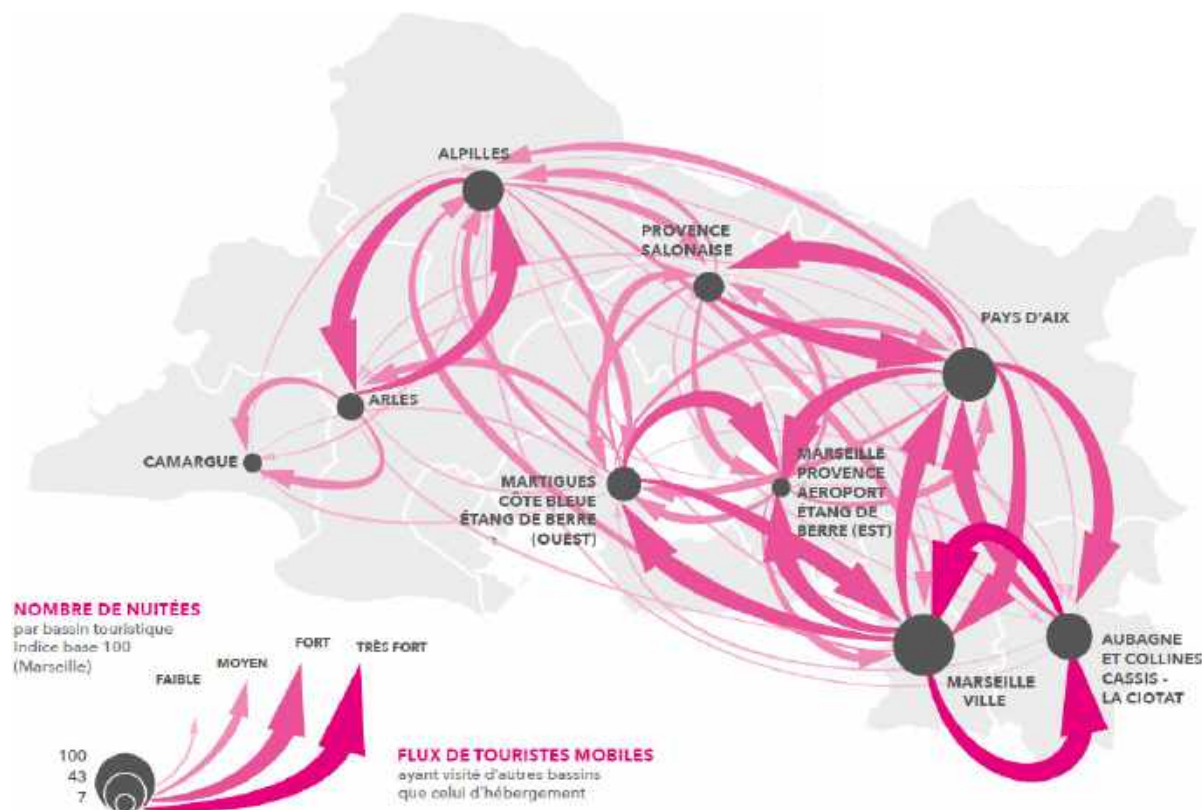 ALPILLES
PROVENCE
SALONAISE
PAYS D'AIX
ARLES
CAMARGUE
MARTIGUES
CÔTE BLEUE
ÉTANG DE BERRE
(OUEST)
MARSEILLE
PROVENCE
AEROPORT
ÉTANG DE
BERRE (EST)
AUBAGNE
ET COLLINES
CASSIS -
LA CIOTAT
MARSEILLE
VILLE
NOMBRE DE NUITÉES
par bassin touristique
Indice base 100
(Marseille)
FAIBLE
MOYEN
FORT
TRÈS FORT
100
43
7
FLUX DE TOURISTES MOBILES
ayant visité d'autres bassins
que celui d'hébergement